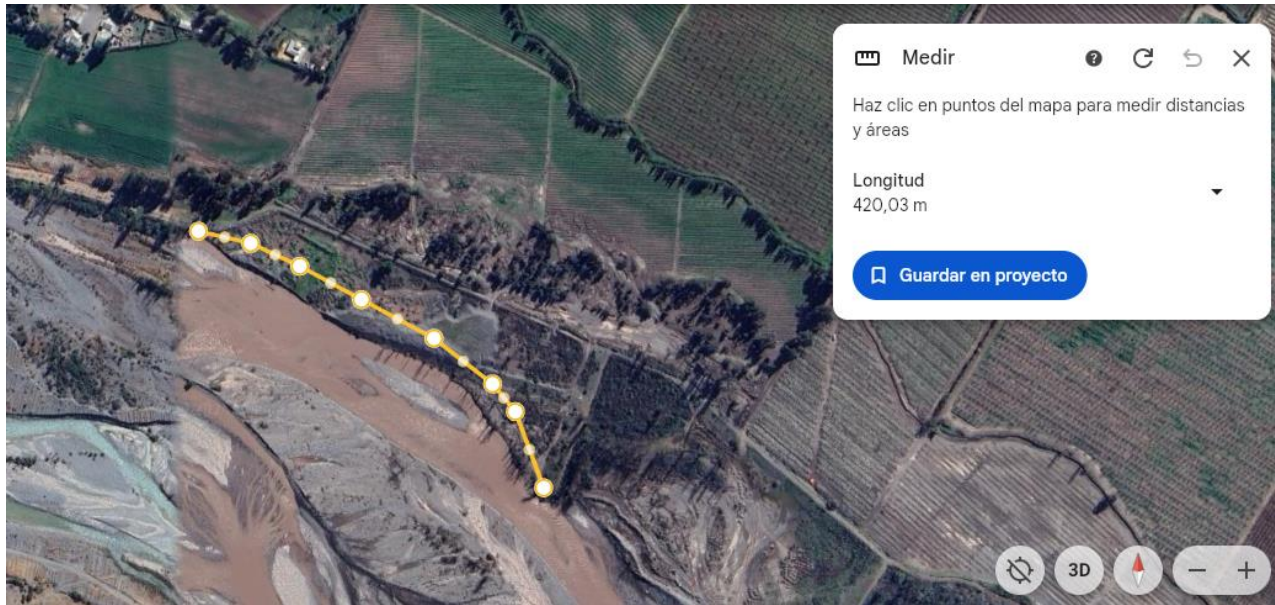 Medir
Haz clic en puntos del mapa para medir distancias
y áreas
Longitud
420,03 m
Guardar en proyecto
3D